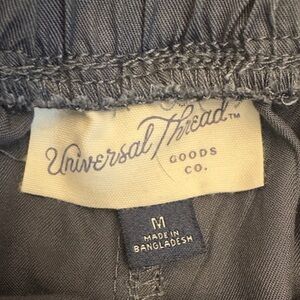 Universal Thread™
GOODS
CO.
M
MADE IN
BANGLADESH